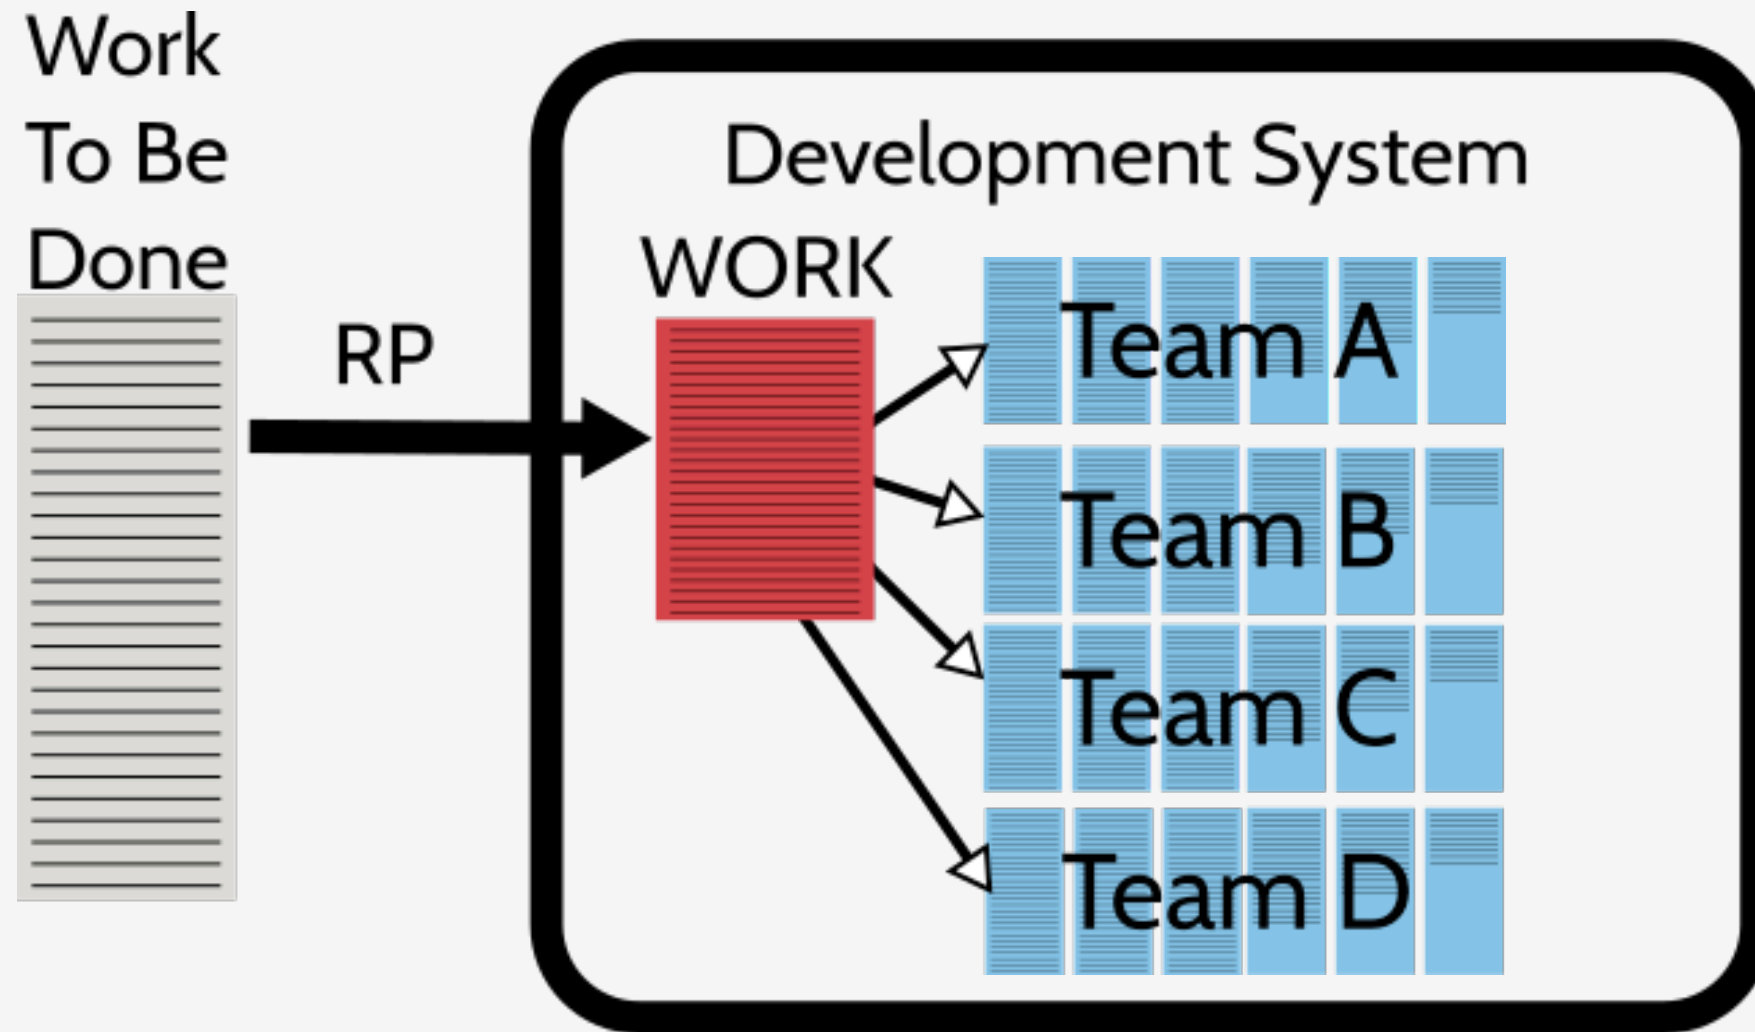 Work
To Be
Done
RP
Development System
WORK
Team A
Team B
Team C
Team D